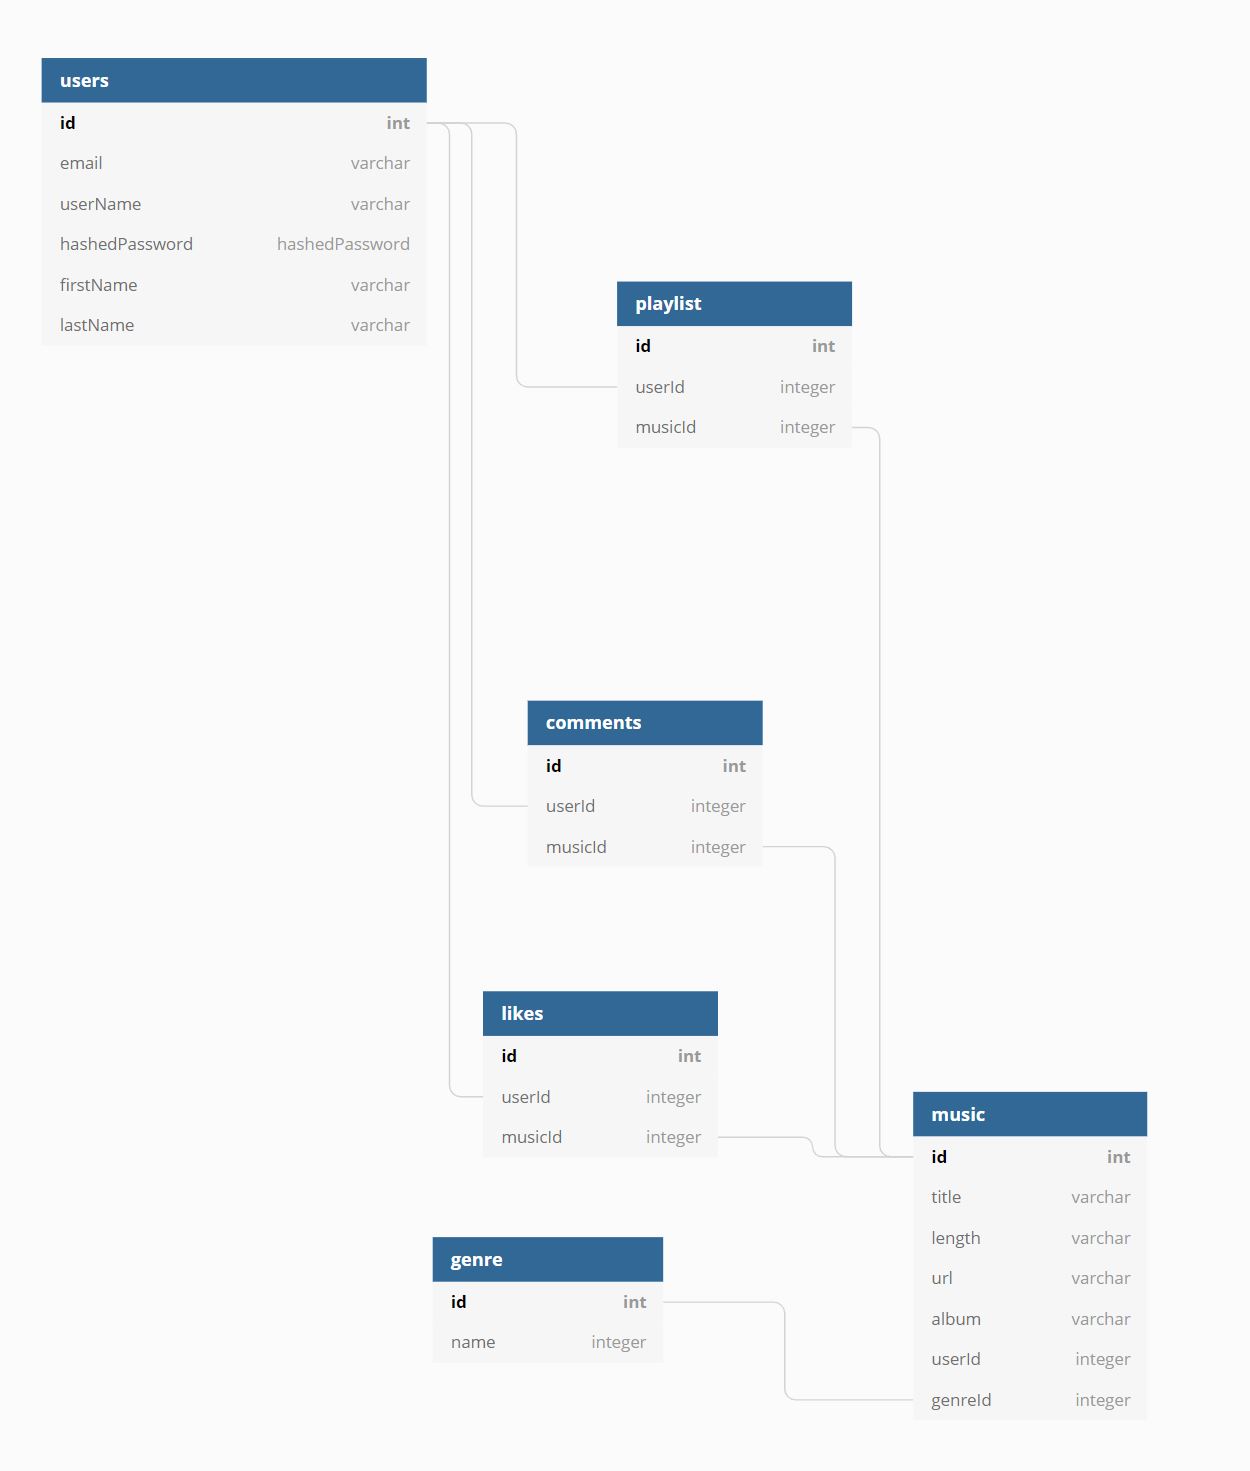 users
id int
email varchar
userName varchar
hashedPassword hashedPassword
firstName varchar
lastName varchar
playlist
id int
userId integer
musicId integer
comments
id int
userId integer
musicId integer
likes
id int
userId integer
musicId integer
music
id int
title varchar
length varchar
url varchar
album varchar
userId integer
genreId integer
genre
id int
name integer